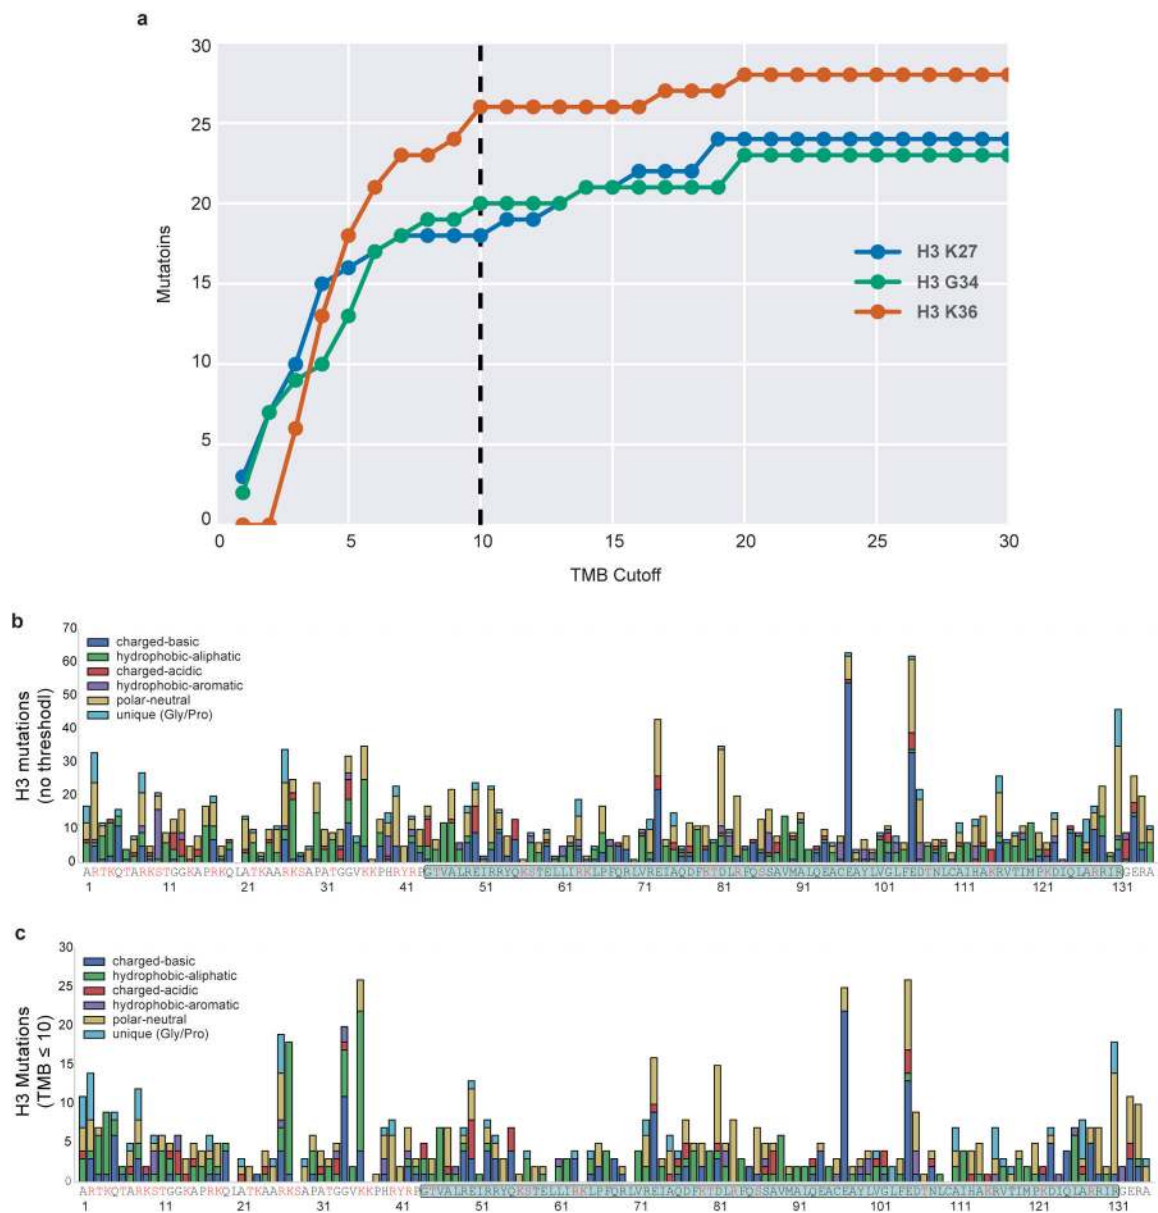 a
30
25
20
15
10
5
0
Mutatoins
H3 K27
H3 G34
H3 K36
0 5 10 15 20 25 30
TMB Cutoff
b
70
60
50
40
30
20
10
0
H3 mutations
(no thresholdl)
charged-basic
hydrophobic-aliphatic
charged-acidic
hydrophobic-aromatic
polar-neutral
unique (Gly/Pro)
ARTKQTARKSTGGKAPRKQLATKAARKSAPATGGVKKPHRYRPGTVALREIRRYQKSTELLIRKLPFQRLVREIAQDFKTDLRFQSSAVMALQEACEAYLVGLFEDTNLCAIHAKRVTIMPKDIQLARRIRGERA
1 11 21 31 41 51 61 71 81 91 101 111 121 131
c
30
25
20
15
10
5
0
H3 Mutations
(TMB ≤ 10)
charged-basic
hydrophobic-aliphatic
charged-acidic
hydrophobic-aromatic
polar-neutral
unique (Gly/Pro)
ARTKQTARKSTGGKAPRKQLATKAARKSAPATGGVKKPHRYRPGTVALREIRRYQKSTELLIRKLPFQRLVREIAQDFKTDLRFQSSAVMALQEACEAYLVGLFEDTNLCAIHAKRVTIMPKDIQLARRIRGERA
1 11 21 31 41 51 61 71 81 91 101 111 121 131